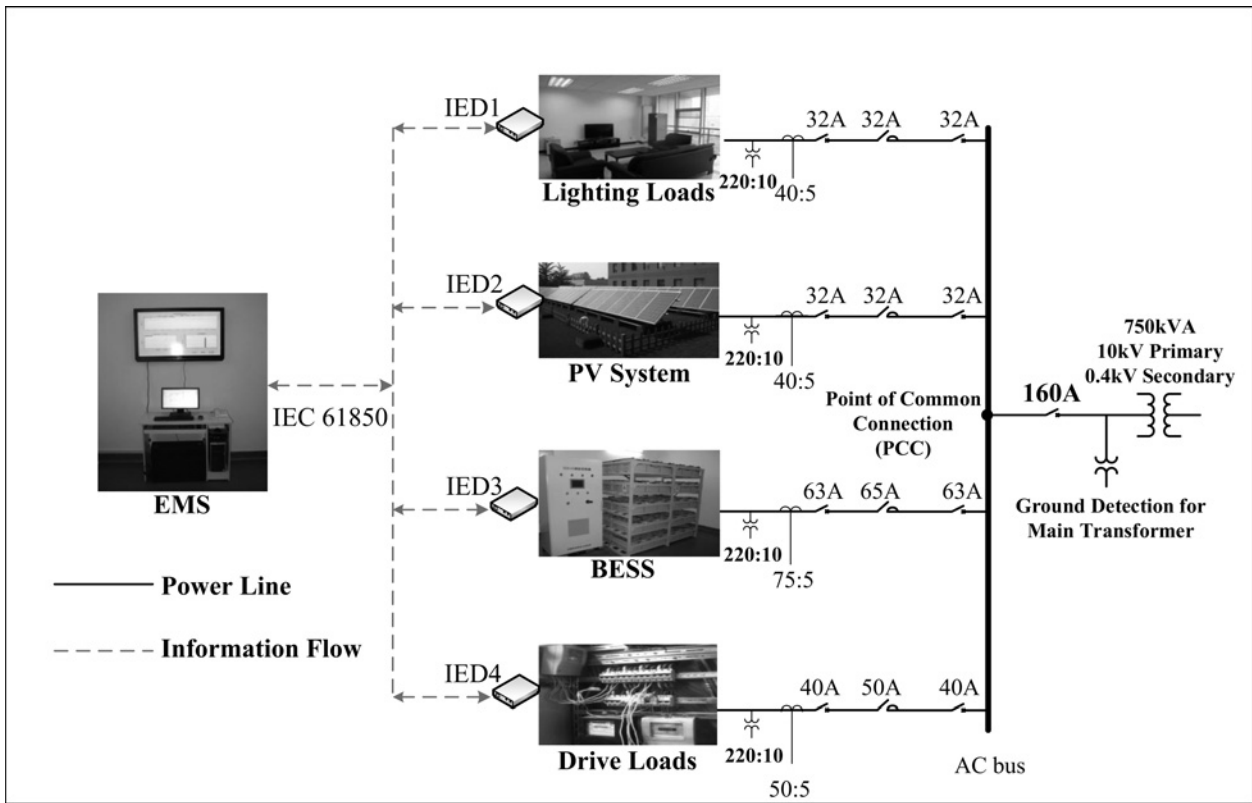 IED1
32A
32A
32A
220:10
40:5
Lighting Loads
IED2
32A
32A
32A
220:10
40:5
PV System
750kVA
10kV Primary
0.4kV Secondary
160A
Point of Common
Connection
(PCC)
IEC 61850
EMS
IED3
63A
65A
63A
220:10
75:5
BESS
Ground Detection for
Main Transformer
Power Line
Information Flow
IED4
40A
50A
40A
220:10
50:5
Drive Loads
AC bus